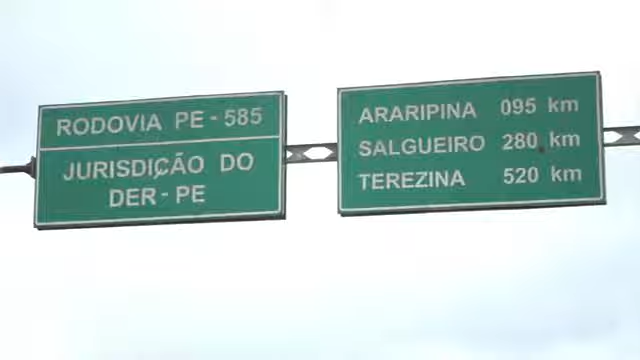 RODOVIA PE - 585
JURISDIÇÃO DO
DER - PE
ARARIPINA 095 km
SALGUEIRO 280 km
TEREZINA 520 km